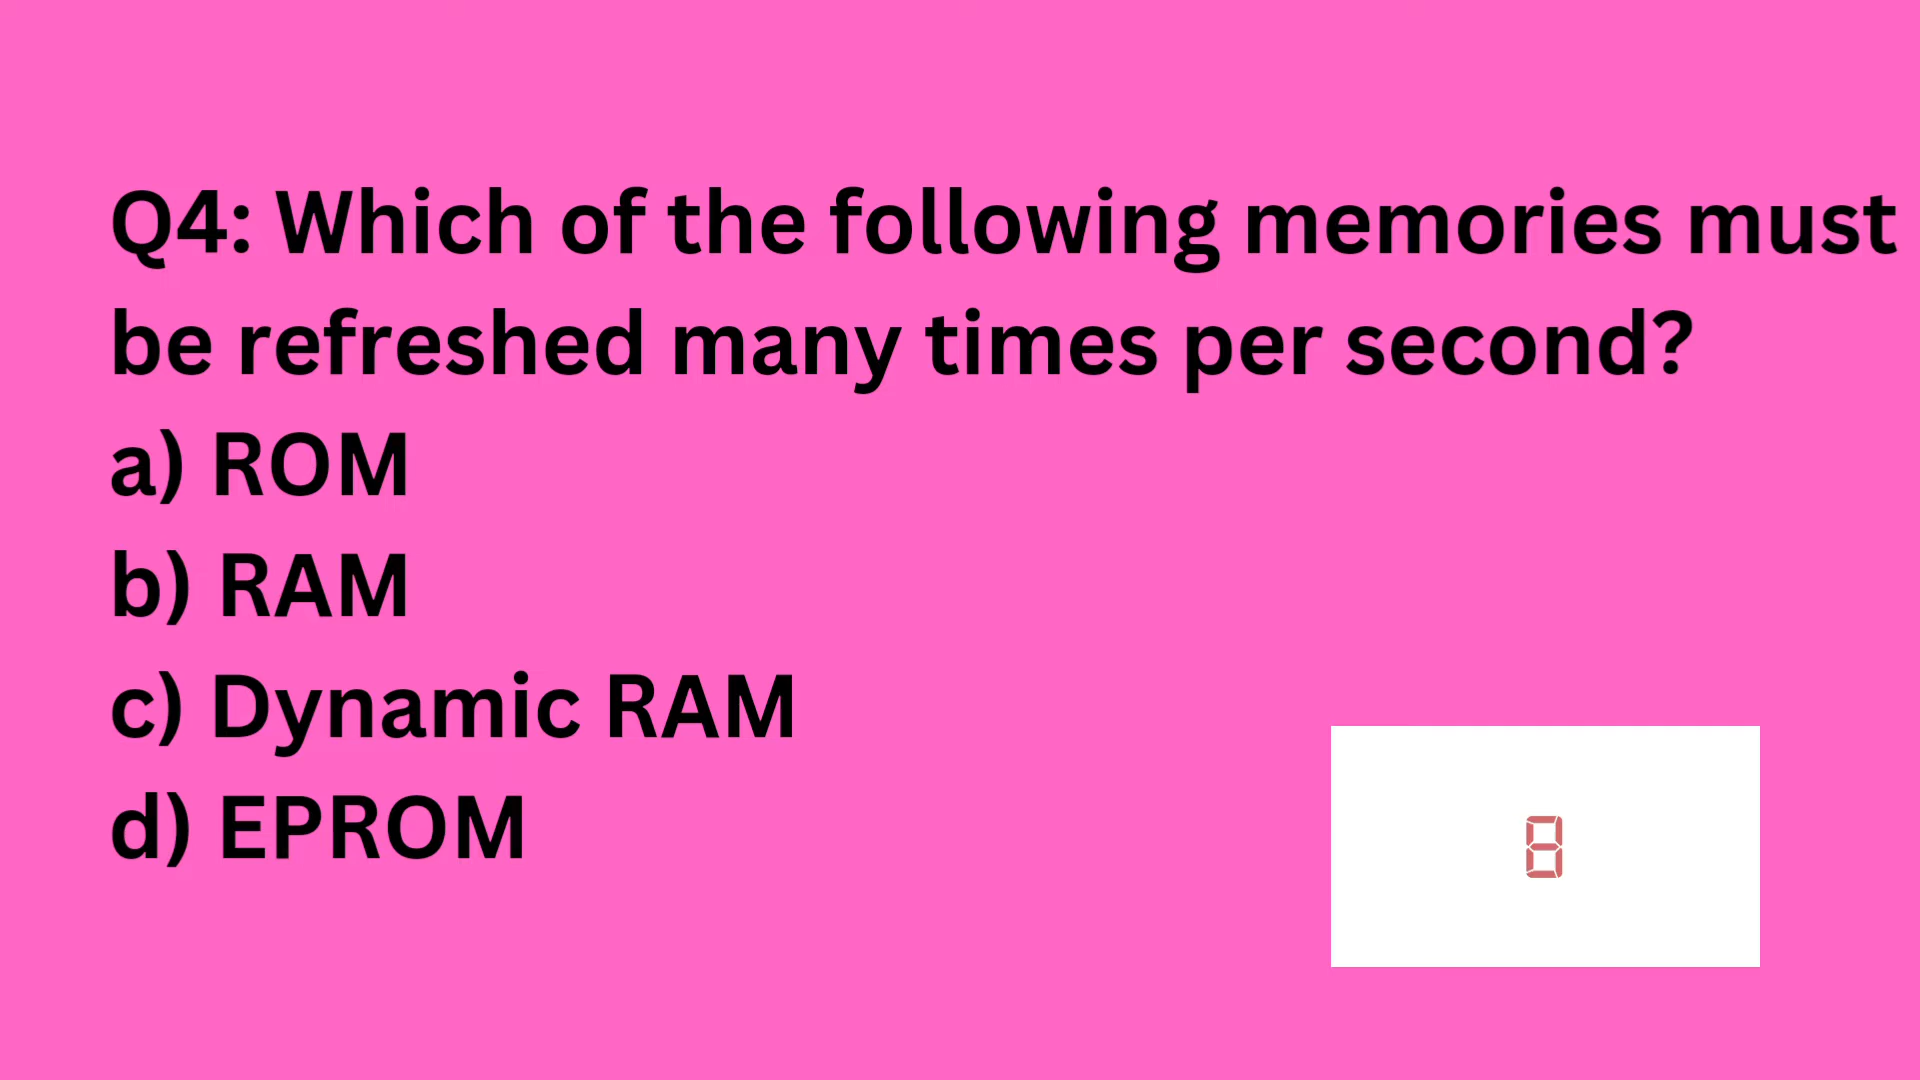 Q4: Which of the following memories must
be refreshed many times per second?
a) ROM
b) RAM
c) Dynamic RAM
d) EPROM
8